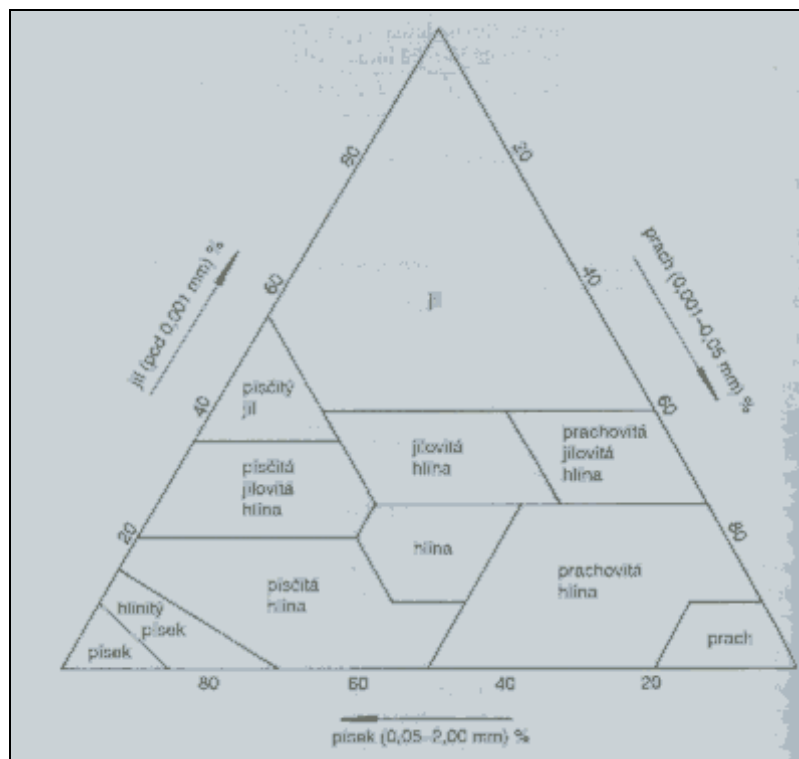 80
20
prach (0,001–0,05 mm) %
jíl (pod 0,001 mm) %
60
40
jíl
písčitý
jíl
40
60
jílovitá
hlína
prachovitá
jílovitá
hlína
písčitá
jílovitá
hlína
20
80
hlína
písčitá
hlína
prachovitá
hlína
hlinitý
písek
písek
prach
80
60
40
20
písek (0,05–2,00 mm) %